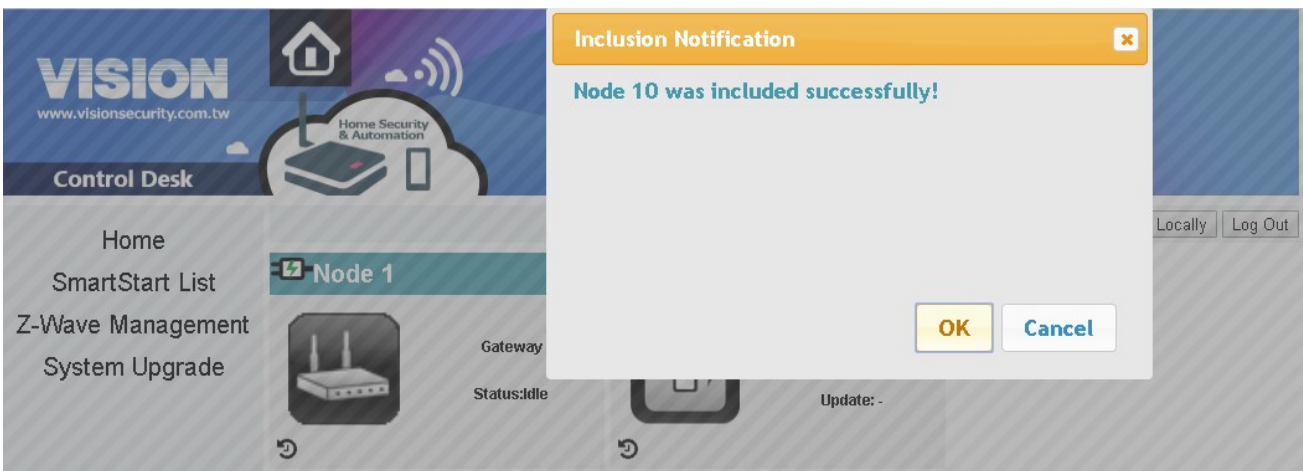 VISION
www.visionsecurity.com.tw
Home Security
& Automation
Control Desk
Inclusion Notification
Node 10 was included successfully!
OK
Cancel
Locally
Log Out
Home
SmartStart List
Z-Wave Management
System Upgrade
Node 1
Gateway
Status:Idle
Update: -